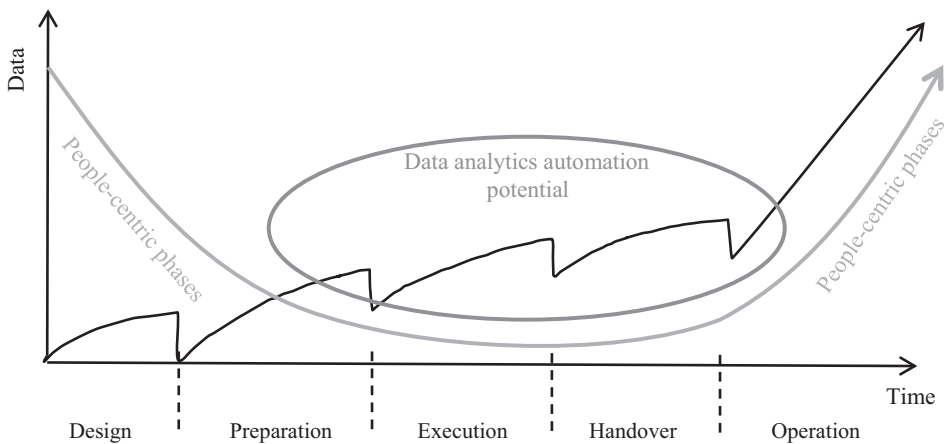 Data
People-centric phases
Data analytics automation
potential
People-centric phases
Time
Design
Preparation
Execution
Handover
Operation